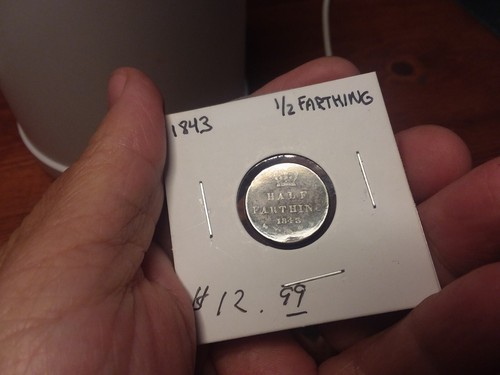 1843 1/2 FARTHING
HALF
FARTHING
1843
$12.99